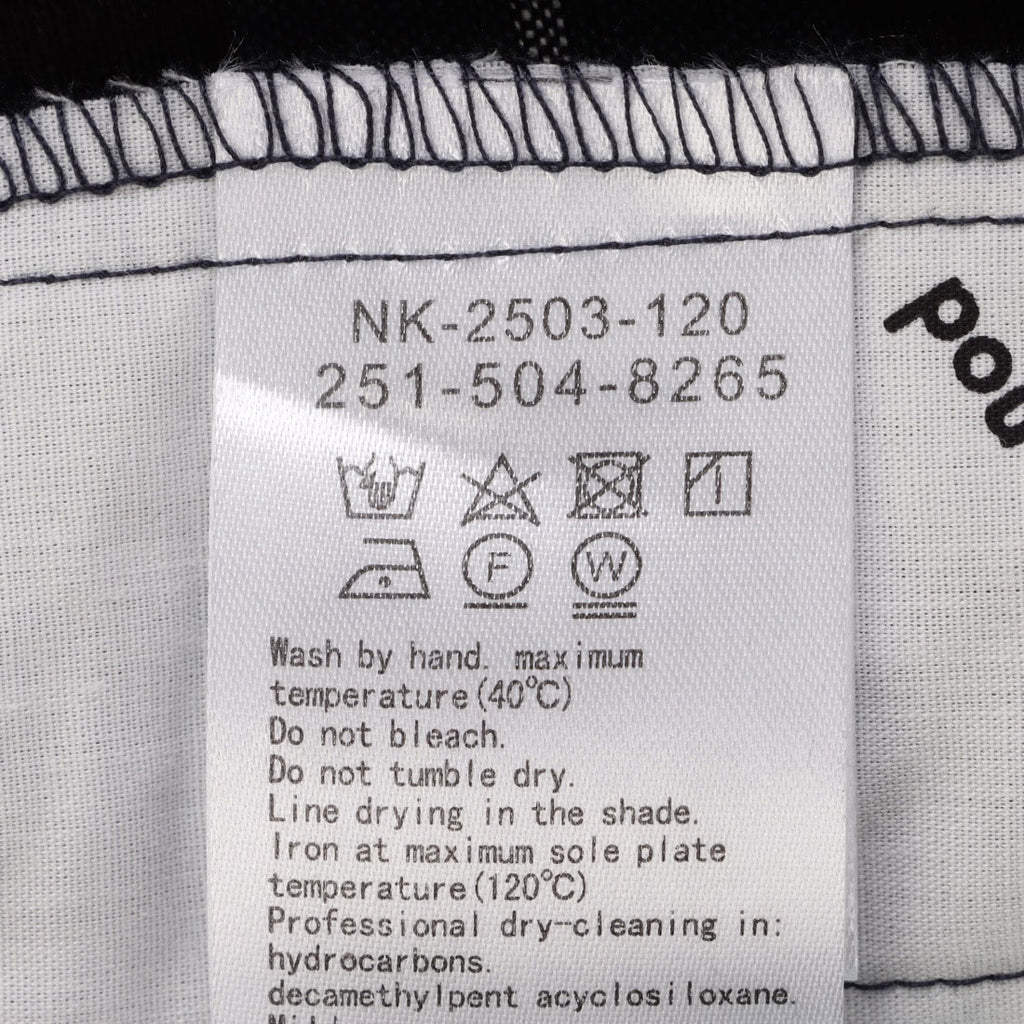 NK-2503-120
251-504-8265
F W
Wash by hand. maximum
temperature(40℃)
Do not bleach.
Do not tumble dry.
Line drying in the shade.
Iron at maximum sole plate
temperature(120℃)
Professional dry-cleaning in:
hydrocarbons.
decamethylpent acyclosiloxane.
pou